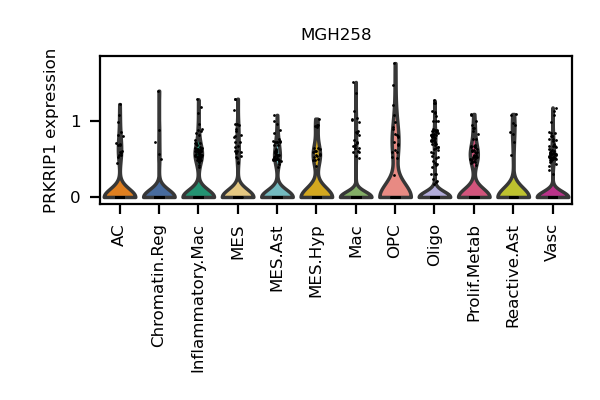 MGH258
PRKRIP1 expression
1
0
AC
Chromatin.Reg
Inflammatory.Mac
MES
MES.Ast
MES.Hyp
Mac
OPC
Oligo
Prolif.Metab
Reactive.Ast
Vasc